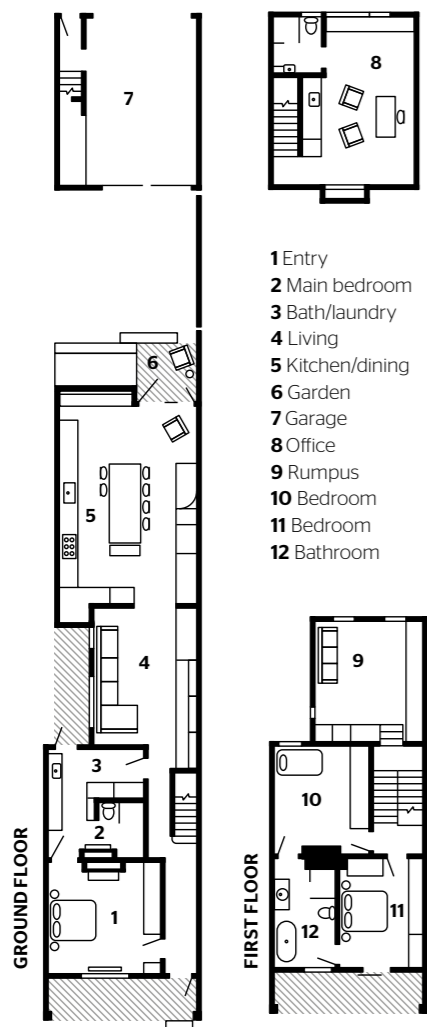 7
8
1 Entry
2 Main bedroom
3 Bath/laundry
4 Living
5 Kitchen/dining
6 Garden
7 Garage
8 Office
9 Rumpus
10 Bedroom
11 Bedroom
12 Bathroom
6
5
4
3
2
1
GROUND FLOOR
9
10
11
12
FIRST FLOOR